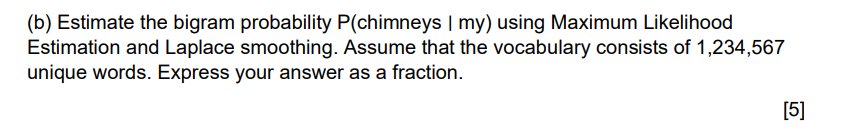 (b) Estimate the bigram probability P(chimneys | my) using Maximum Likelihood
Estimation and Laplace smoothing. Assume that the vocabulary consists of 1,234,567
unique words. Express your answer as a fraction.
[5]